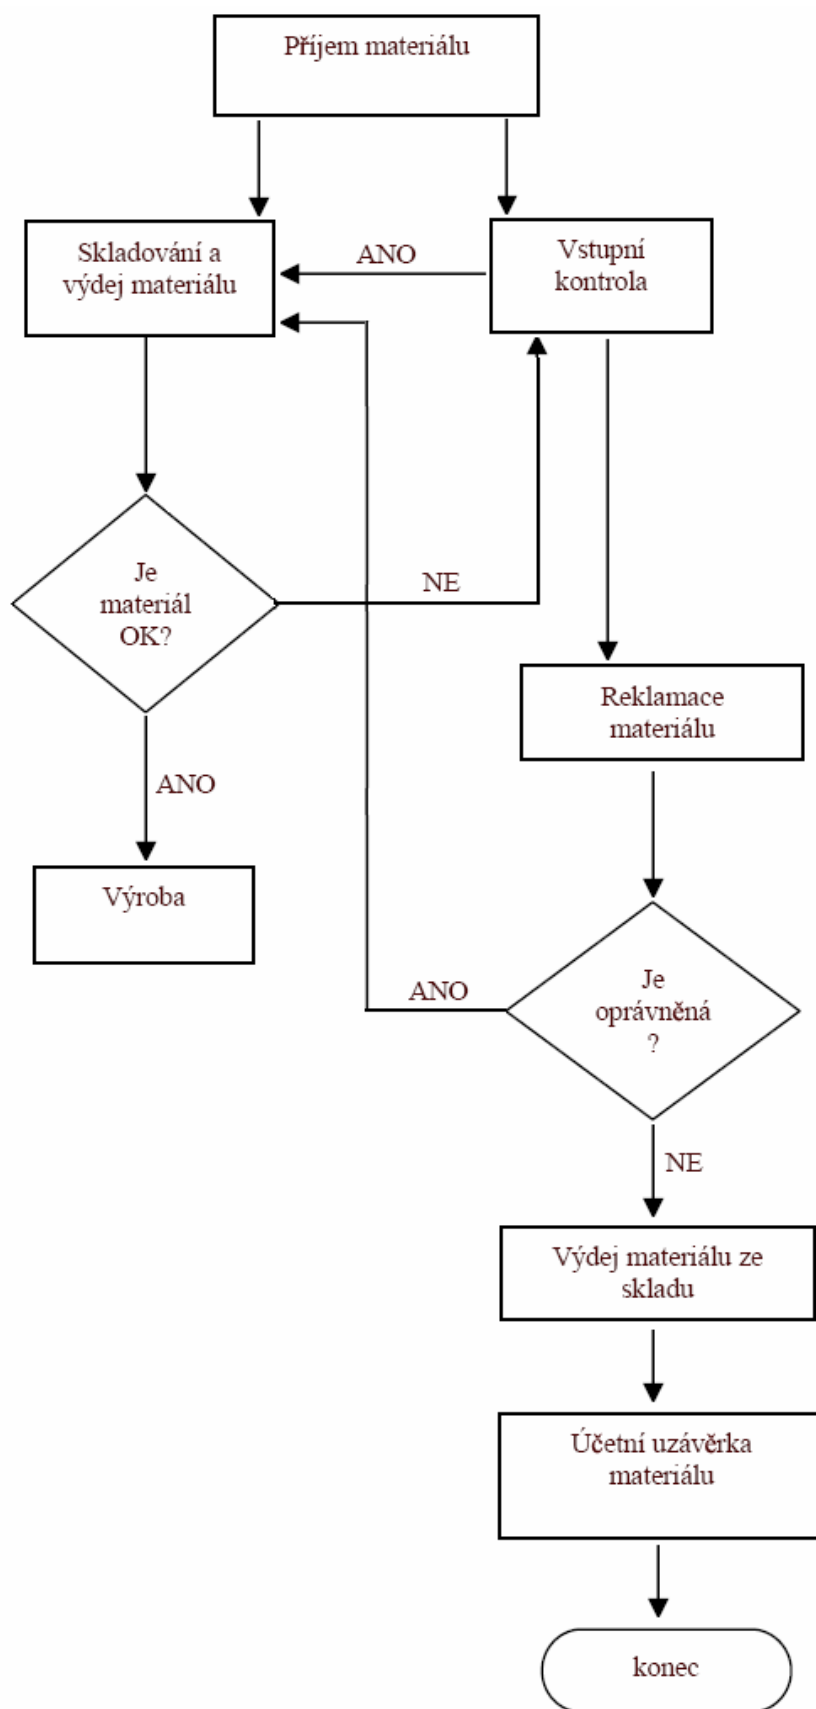 Příjem materiálu
Skladování a
výdej materiálu
ANO
Vstupní
kontrola
Je
materiál
OK?
NE
Reklamace
materiálu
ANO
Výroba
ANO
Je
oprávněná
?
NE
Výdej materiálu ze
skladu
Účetní uzávěrka
materiálu
konec